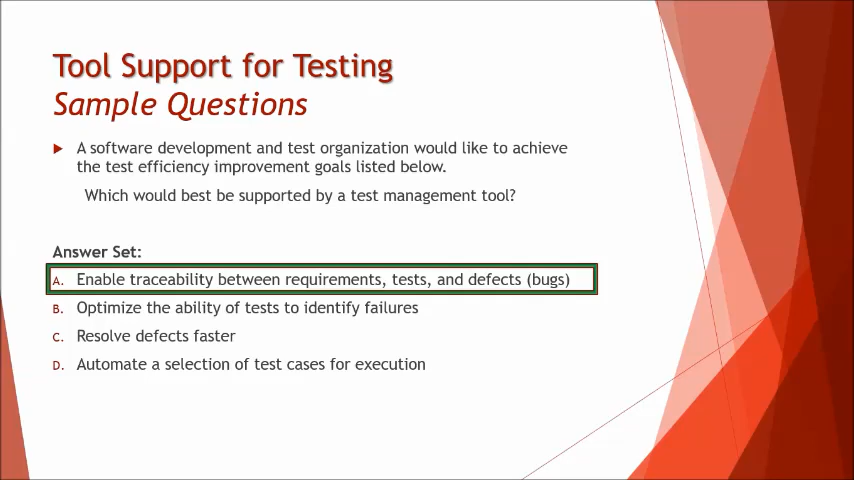 Tool Support for Testing
Sample Questions
A software development and test organization would like to achieve
the test efficiency improvement goals listed below.
Which would best be supported by a test management tool?
Answer Set:
A. Enable traceability between requirements, tests, and defects (bugs)
B. Optimize the ability of tests to identify failures
C. Resolve defects faster
D. Automate a selection of test cases for execution